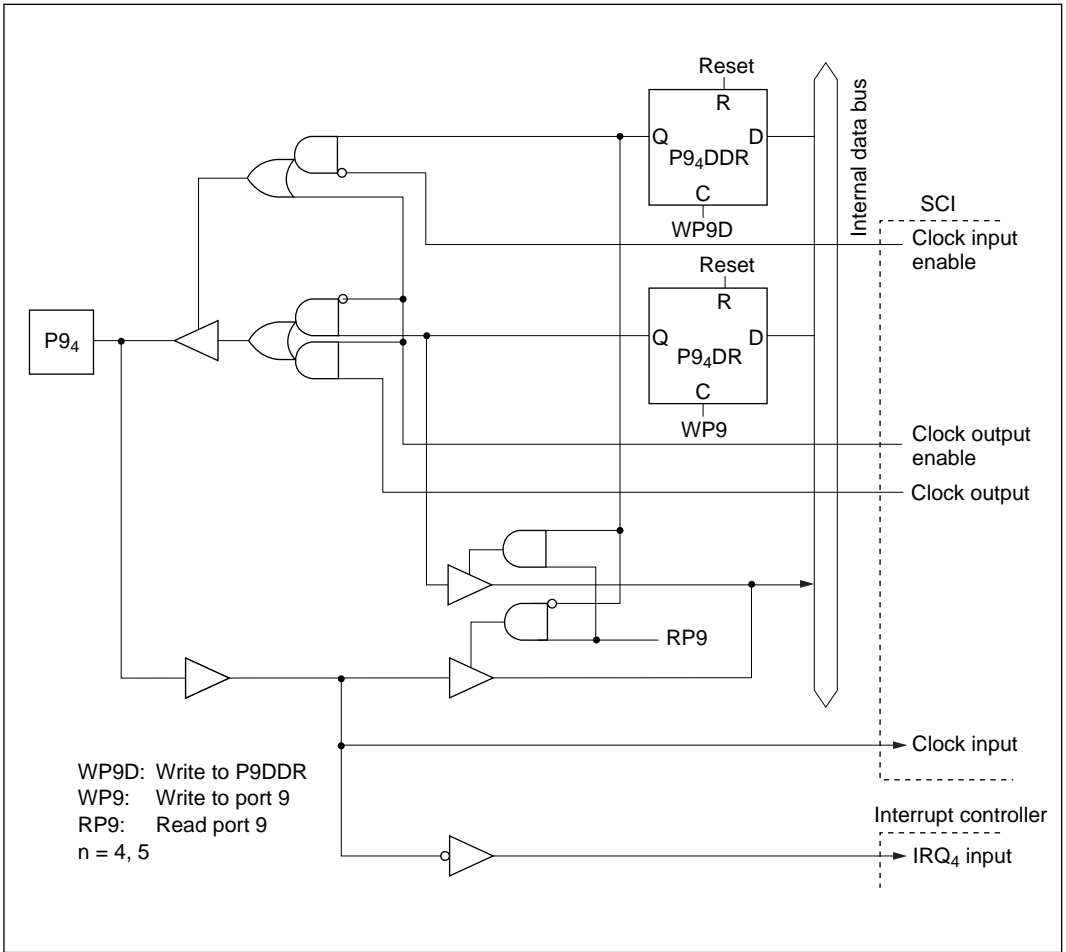 Reset
R
Q
D
P9₄DDR
C
WP9D
Internal data bus
SCI
Clock input
enable
Reset
R
Q
D
P9₄DR
C
WP9
P9₄
Clock output
enable
Clock output
RP9
Clock input
WP9D: Write to P9DDR
WP9: Write to port 9
RP9: Read port 9
n = 4, 5
Interrupt controller
IRQ₄ input